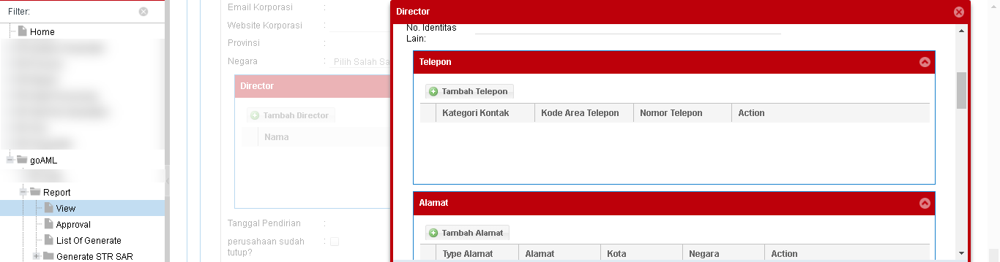 Filter:
Home
goAML
Report
View
Approval
List Of Generate
Generate STR SAR
Email Korporasi :
Website Korporasi :
Provinsi :
Negara : Pilih Salah Sa
Director
Tambah Director
Nama
Tanggal Pendirian :
perusahaan sudah tutup? :
Director
No. Identitas
Lain:
Telepon
Tambah Telepon
Kategori Kontak Kode Area Telepon Nomor Telepon Action
Alamat
Tambah Alamat
Type Alamat Alamat Kota Negara Action